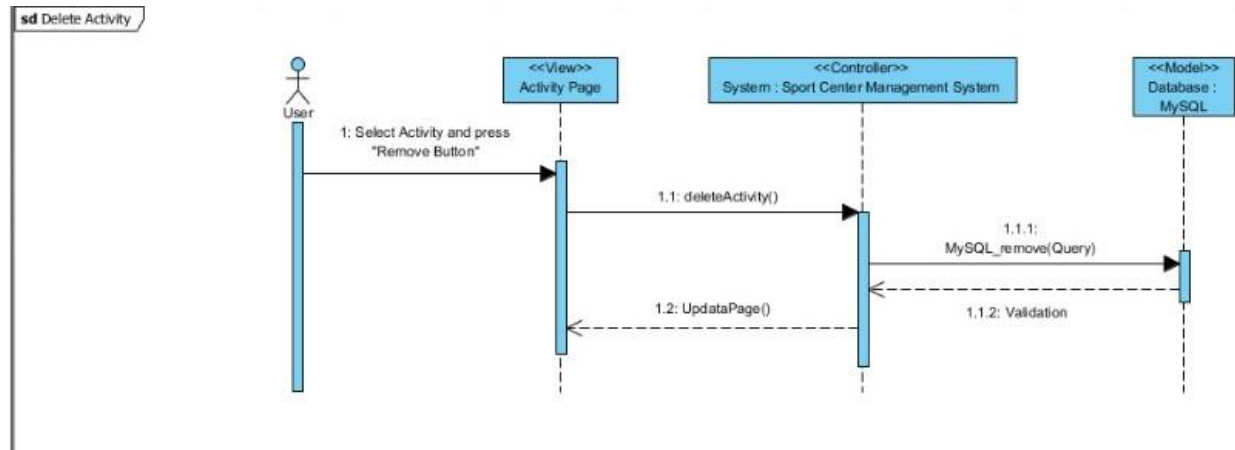 sd Delete Activity
User
<<View>>
Activity Page
<<Controller>>
System : Sport Center Management System
<<Model>>
Database :
MySQL
1: Select Activity and press
"Remove Button"
1.1: deleteActivity()
1.1.1:
MySQL_remove(Query)
1.1.2: Validation
1.2: UpdataPage()